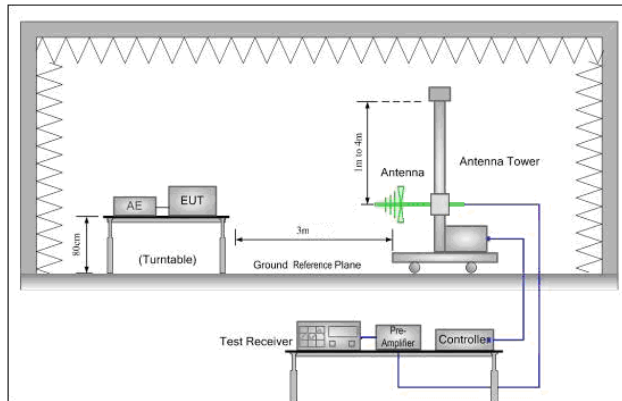 1m to 4m
Antenna
Antenna Tower
AE
EUT
80cm
(Turntable)
3m
Ground Reference Plane
Test Receiver
Pre-
Amplifier
Controller